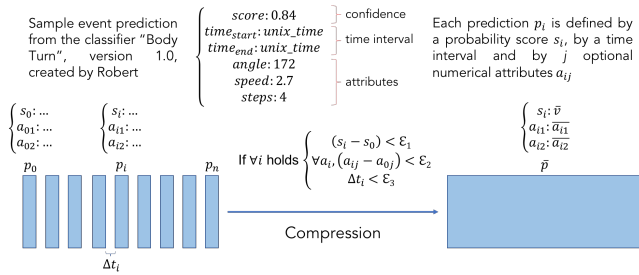 Sample event prediction
from the classifier “Body
Turn”, version 1.0,
created by Robert
score: 0.84
time_start: unix_time
time_end: unix_time
angle: 172
speed: 2.7
steps: 4
confidence
time interval
attributes
Each prediction p_i is defined by
a probability score s_i, by a time
interval and by j optional
numerical attributes a_ij
s_0: ...
a_01: ...
a_02: ...
s_i: ...
a_i1: ...
a_i2: ...
p_0 p_i p_n
If ∀i holds
(s_i − s_0) < Ɛ_1
∀a_i, (a_ij − a_0j) < Ɛ_2
Δt_i < Ɛ_3
s_i: v̅
a_i1: a̅_i1
a_i2: a̅_i2
p̅
Compression
Δt_i